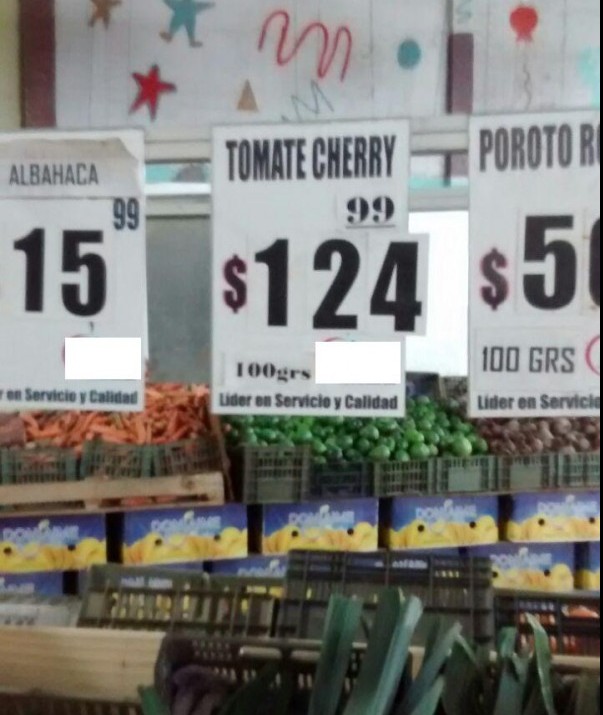 ALBAHACA
99
15
r en Servicio y Calidad
TOMATE CHERRY
99
$124
100grs
Lider en Servicio y Calidad
POROTO R
$5
100 GRS
Lider en Servicio